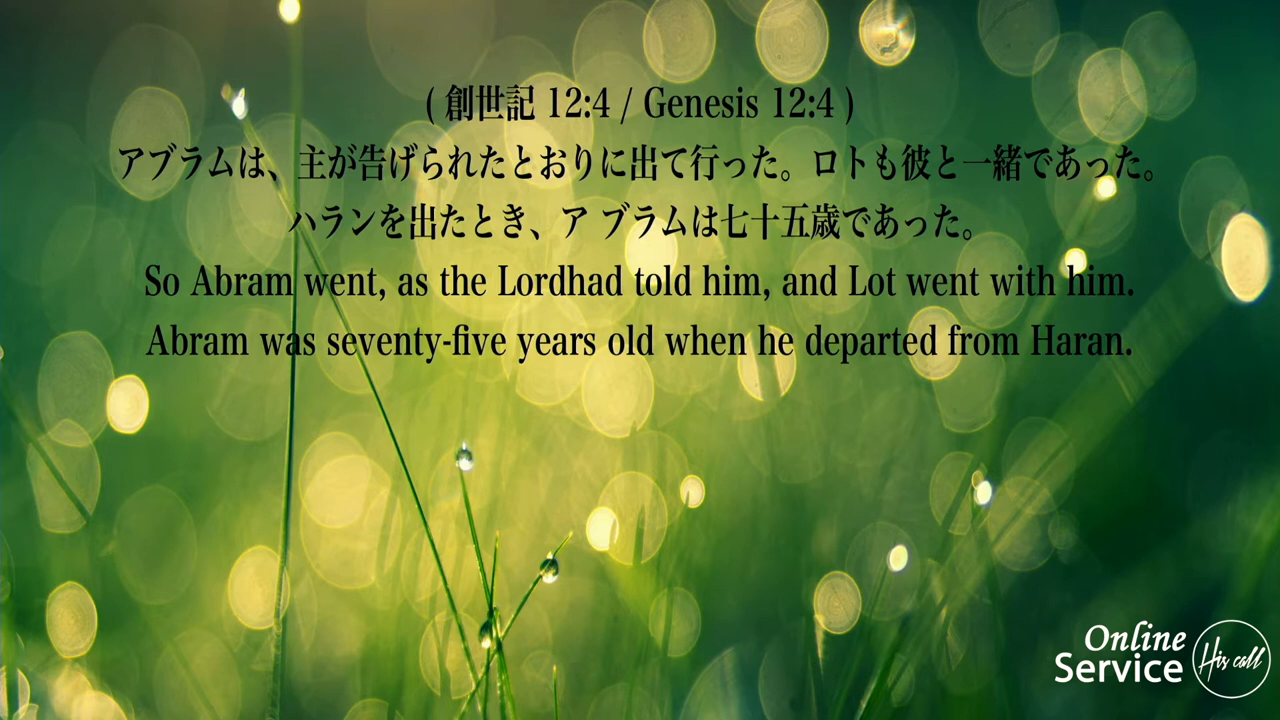 ( 創世記 12:4 / Genesis 12:4 )
アブラムは、主が告げられたとおりに出て行った。ロトも彼と一緒であった。
ハランを出たとき、ア ブラムは七十五歳であった。
So Abram went, as the Lordhad told him, and Lot went with him.
Abram was seventy-five years old when he departed from Haran.
Online
Service
His call